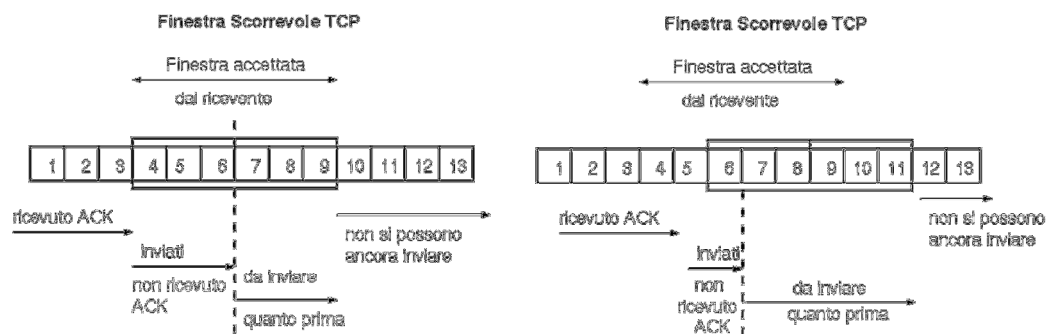 Finestra Scorrevole TCP
Finestra accettata
dal ricevente
1 2 3 4 5 6 7 8 9 10 11 12 13
ricevuto ACK
inviati
non ricevuto
ACK
da inviare
quanto prima
non si possono
ancora inviare
Finestra Scorrevole TCP
Finestra accettata
dal ricevente
1 2 3 4 5 6 7 8 9 10 11 12 13
ricevuto ACK
inviati
non
ricevuto
ACK
da inviare
quanto prima
non si possono
ancora inviare